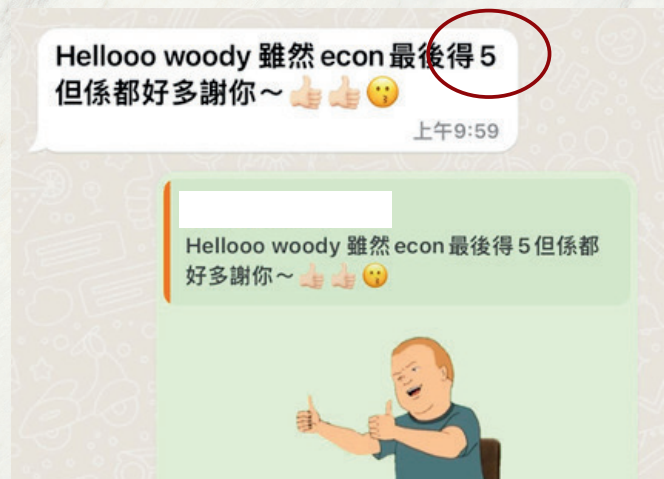 Hellooo woody 雖然 econ 最後得 5
但係都好多謝你～👍🏻👍🏻😗
上午9:59
Hellooo woody 雖然 econ 最後得 5 但係都
好多謝你～👍🏻👍🏻😗